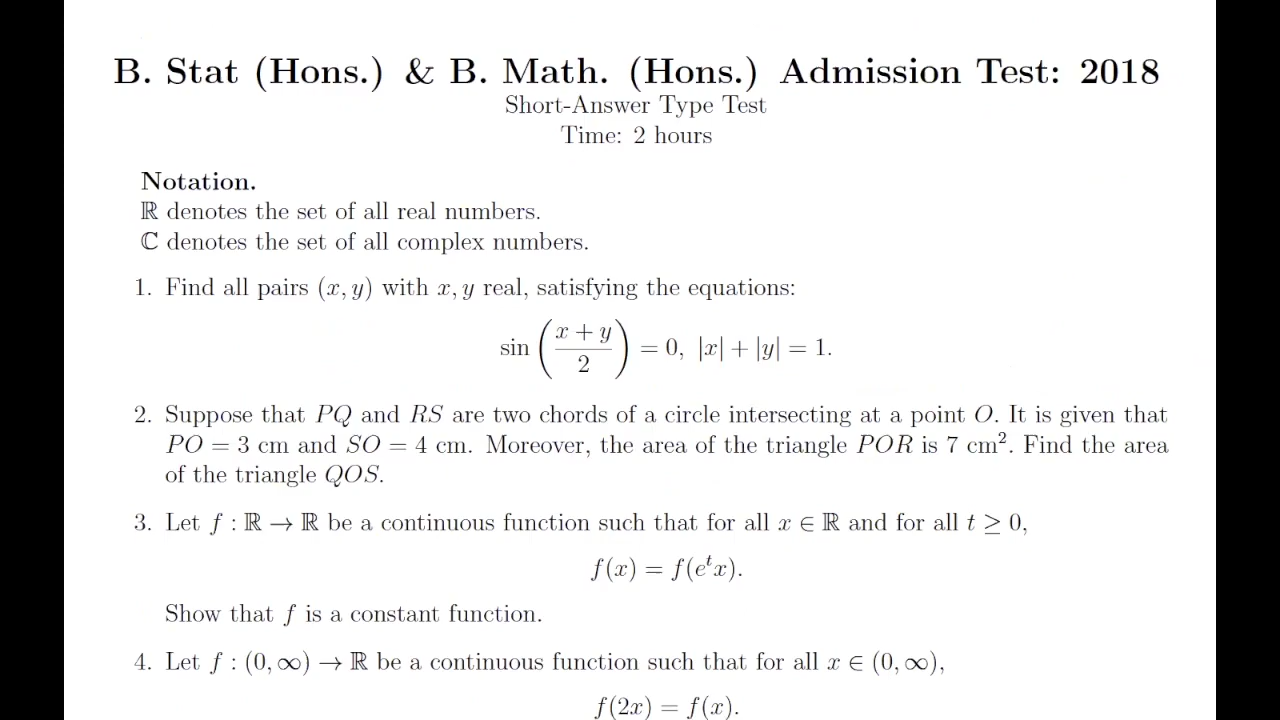 B. Stat (Hons.) & B. Math. (Hons.) Admission Test: 2018
Short-Answer Type Test
Time: 2 hours
Notation.
ℝ denotes the set of all real numbers.
ℂ denotes the set of all complex numbers.
1. Find all pairs (x, y) with x, y real, satisfying the equations:
sin ((x + y)/2) = 0, |x| + |y| = 1.
2. Suppose that PQ and RS are two chords of a circle intersecting at a point O. It is given that
PO = 3 cm and SO = 4 cm. Moreover, the area of the triangle POR is 7 cm². Find the area
of the triangle QOS.
3. Let f : ℝ → ℝ be a continuous function such that for all x ∈ ℝ and for all t ≥ 0,
f(x) = f(eᵗx).
Show that f is a constant function.
4. Let f : (0, ∞) → ℝ be a continuous function such that for all x ∈ (0, ∞),
f(2x) = f(x).